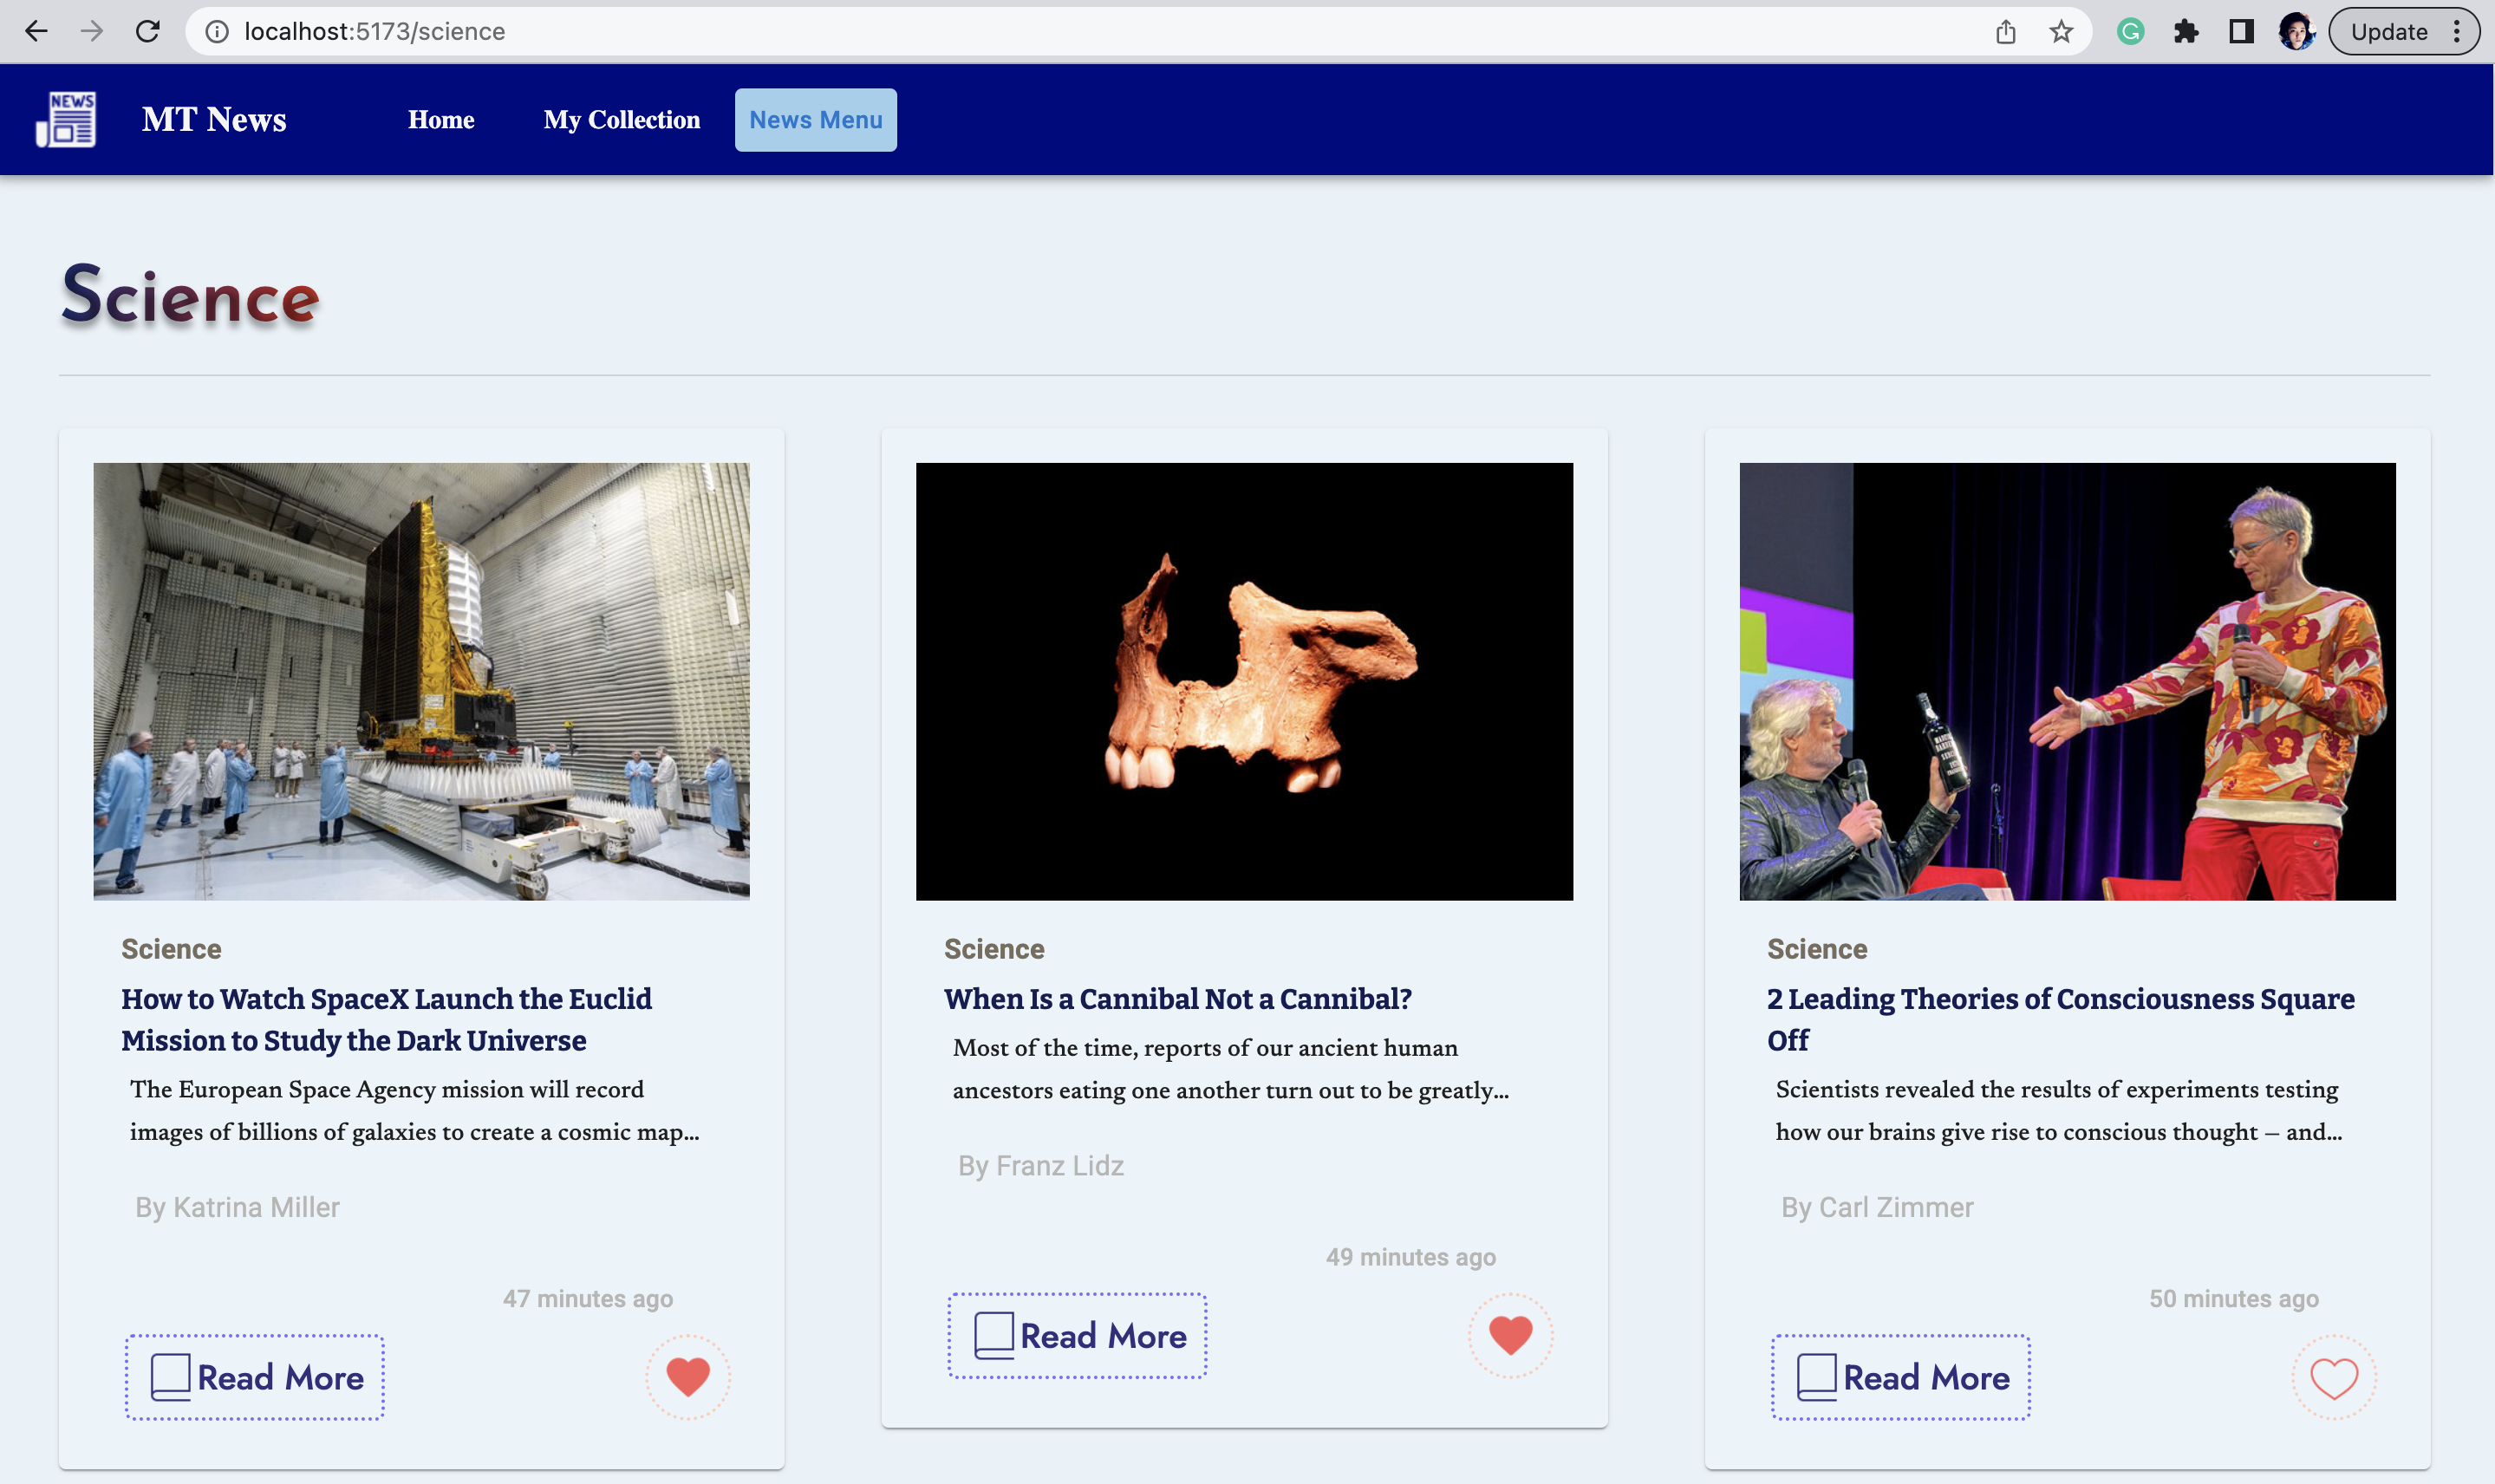 localhost:5173/science
Update
NEWS
MT News
Home
My Collection
News Menu
Science
Science
How to Watch SpaceX Launch the Euclid
Mission to Study the Dark Universe
The European Space Agency mission will record
images of billions of galaxies to create a cosmic map...
By Katrina Miller
47 minutes ago
Read More
Science
When Is a Cannibal Not a Cannibal?
Most of the time, reports of our ancient human
ancestors eating one another turn out to be greatly...
By Franz Lidz
49 minutes ago
Read More
Science
2 Leading Theories of Consciousness Square
Off
Scientists revealed the results of experiments testing
how our brains give rise to conscious thought — and...
By Carl Zimmer
50 minutes ago
Read More